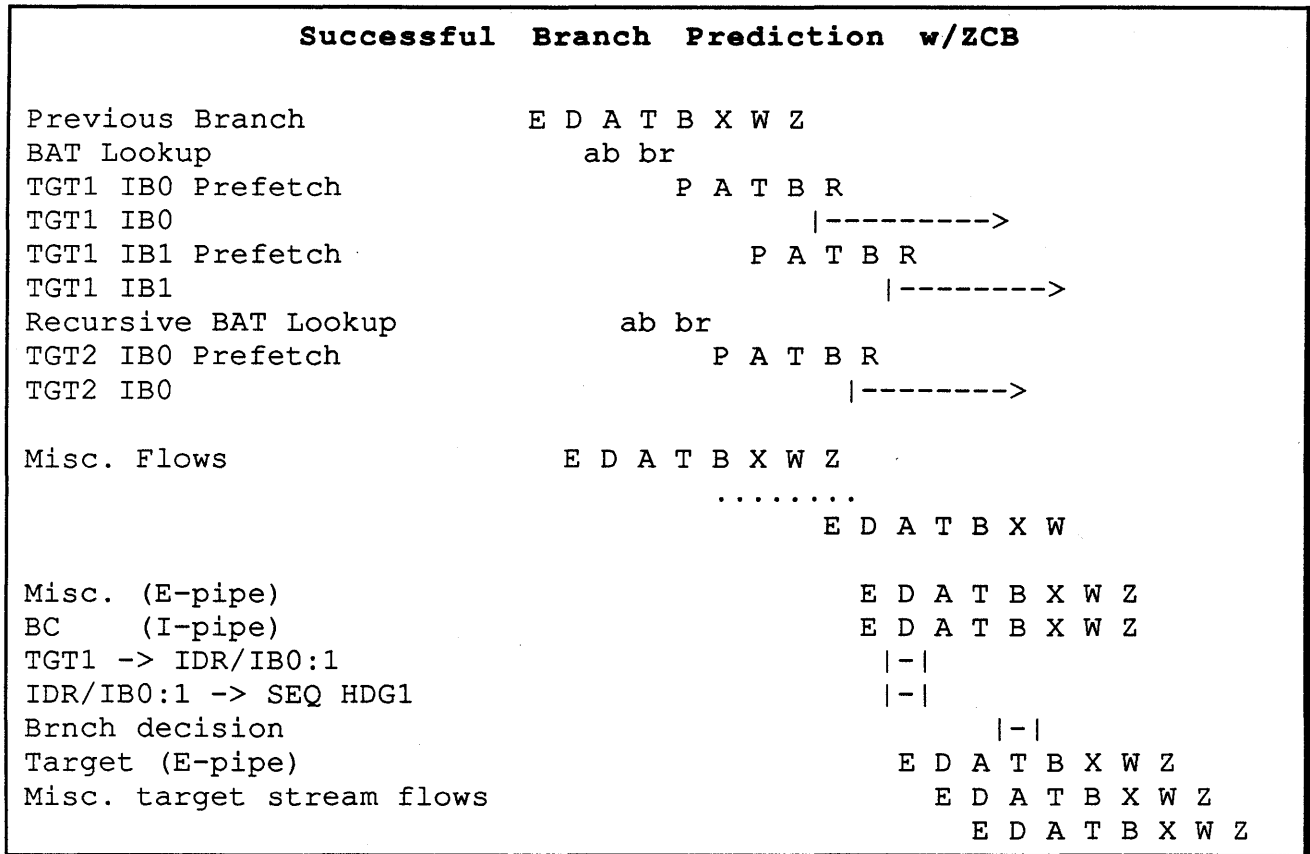 Successful Branch Prediction w/ZCB
Previous Branch E D A T B X W Z
BAT Lookup ab br
TGT1 IB0 Prefetch P A T B R
TGT1 IB0 |--------->
TGT1 IB1 Prefetch P A T B R
TGT1 IB1 |-------->
Recursive BAT Lookup ab br
TGT2 IB0 Prefetch P A T B R
TGT2 IB0 |-------->
Misc. Flows E D A T B X W Z
........
E D A T B X W
Misc. (E-pipe) E D A T B X W Z
BC (I-pipe) E D A T B X W Z
TGT1 -> IDR/IB0:1 |-|
IDR/IB0:1 -> SEQ HDG1 |-|
Brnch decision |-|
Target (E-pipe) E D A T B X W Z
Misc. target stream flows E D A T B X W Z
E D A T B X W Z